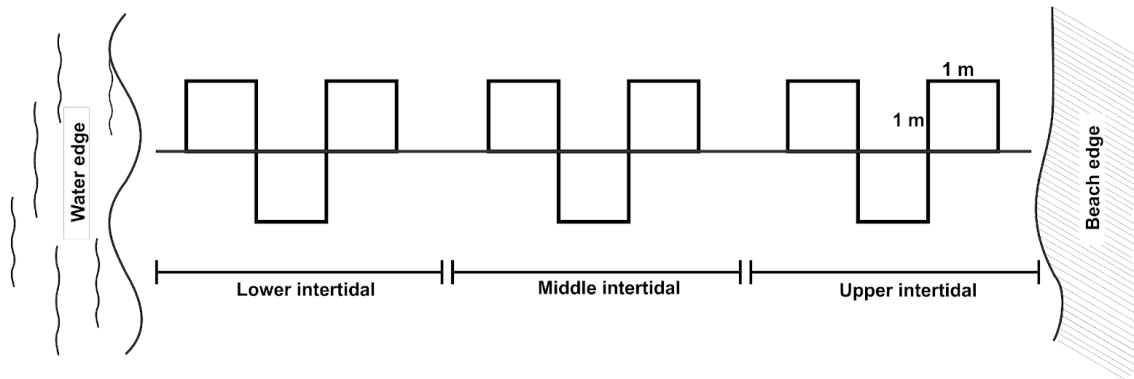 Water edge
1 m
1 m
Lower intertidal
Middle intertidal
Upper intertidal
Beach edge